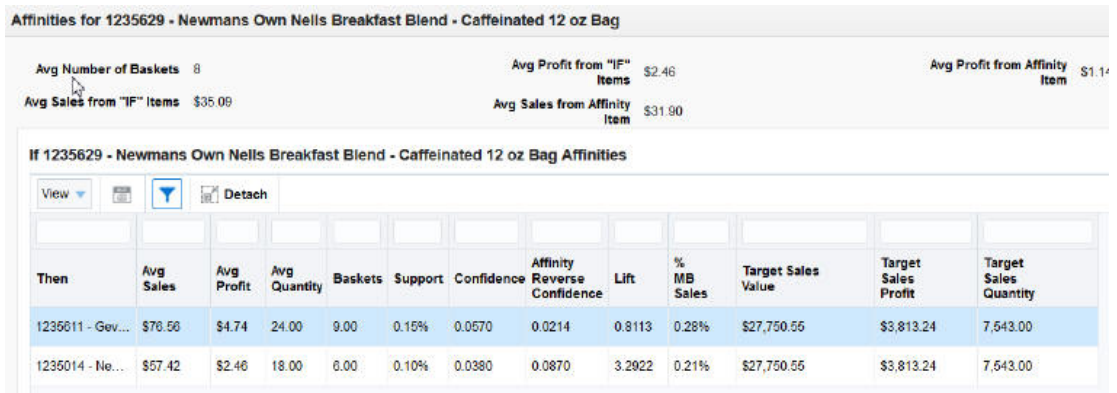 Affinities for 1235629 - Newmans Own Nells Breakfast Blend - Caffeinated 12 oz Bag
Avg Number of Baskets 8
Avg Profit from "IF" Items $2.46
Avg Profit from Affinity Item $1.14
Avg Sales from "IF" Items $35.09
Avg Sales from Affinity Item $31.90
If 1235629 - Newmans Own Nells Breakfast Blend - Caffeinated 12 oz Bag Affinities
View Detach
Then Avg Sales Avg Profit Avg Quantity Baskets Support Confidence Affinity Reverse Confidence Lift % MB Sales Target Sales Value Target Sales Profit Target Sales Quantity
1235611 - Gev... $76.56 $4.74 24.00 9.00 0.15% 0.0570 0.0214 0.8113 0.28% $27,750.55 $3,813.24 7,543.00
1235014 - Ne... $57.42 $2.46 18.00 6.00 0.10% 0.0380 0.0870 3.2922 0.21% $27,750.55 $3,813.24 7,543.00